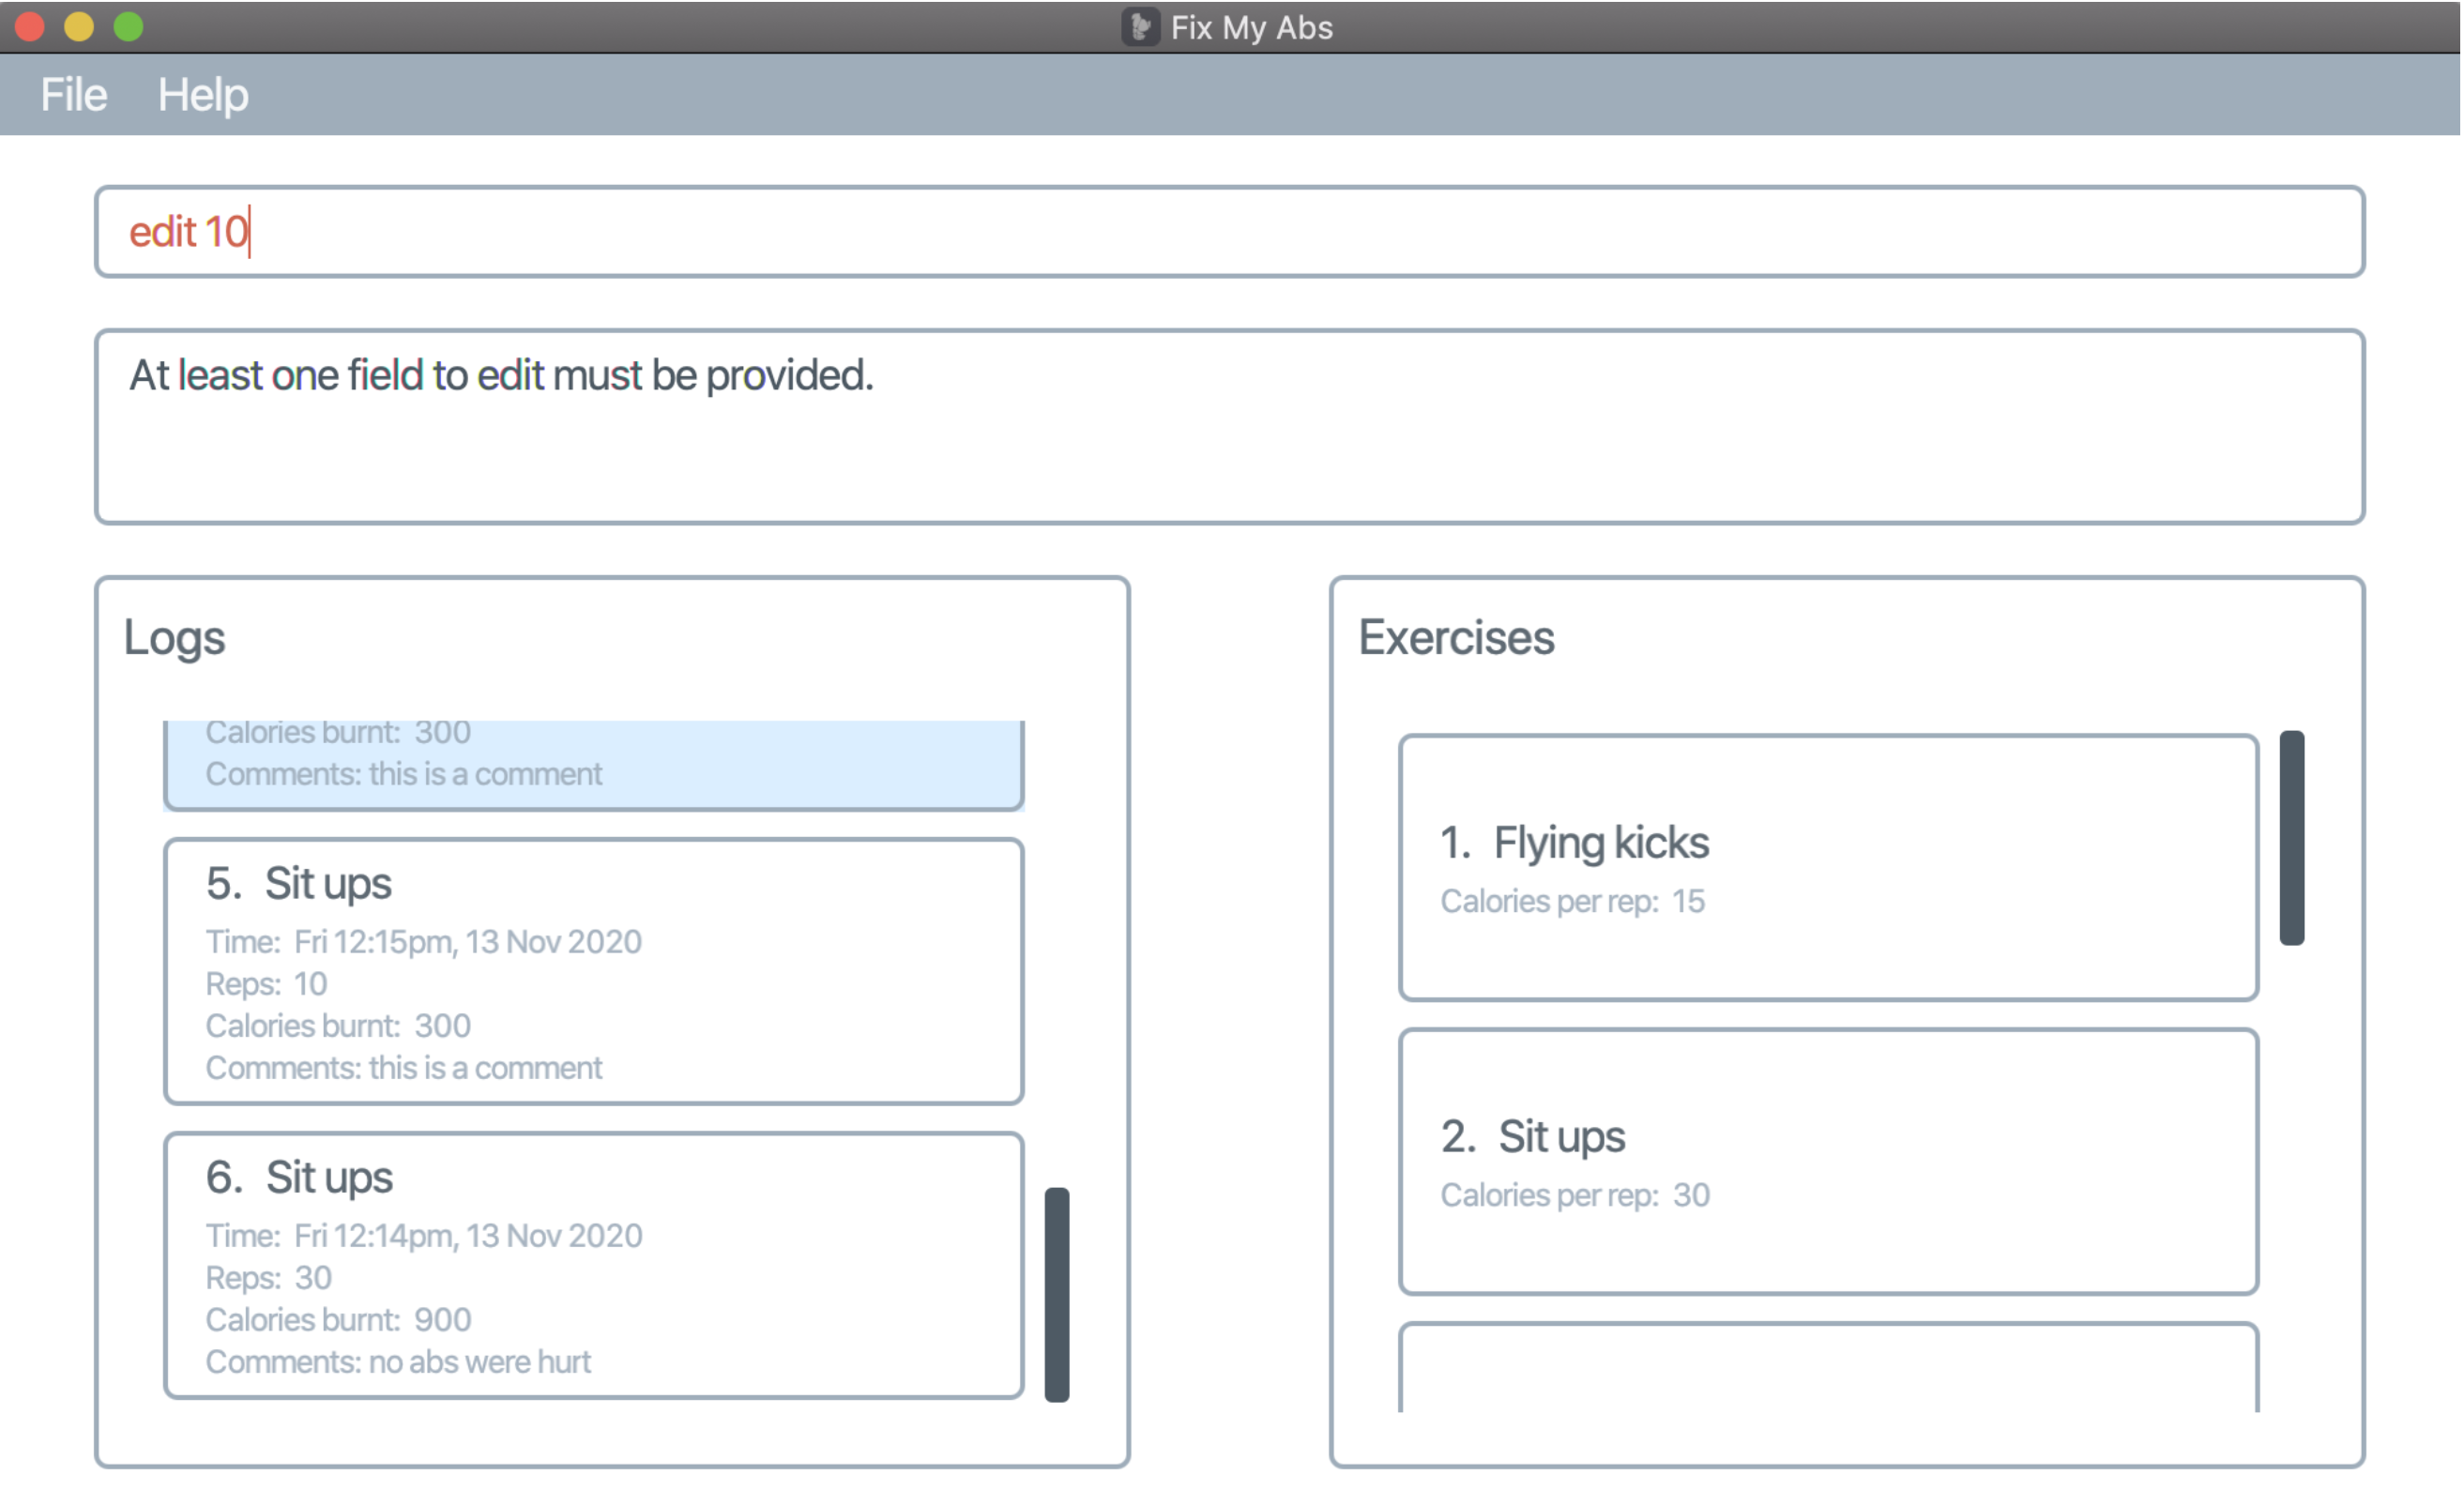 Fix My Abs
File Help
edit 10
At least one field to edit must be provided.
Logs
Calories burnt: 300
Comments: this is a comment
5. Sit ups
Time: Fri 12:15pm, 13 Nov 2020
Reps: 10
Calories burnt: 300
Comments: this is a comment
6. Sit ups
Time: Fri 12:14pm, 13 Nov 2020
Reps: 30
Calories burnt: 900
Comments: no abs were hurt
Exercises
1. Flying kicks
Calories per rep: 15
2. Sit ups
Calories per rep: 30